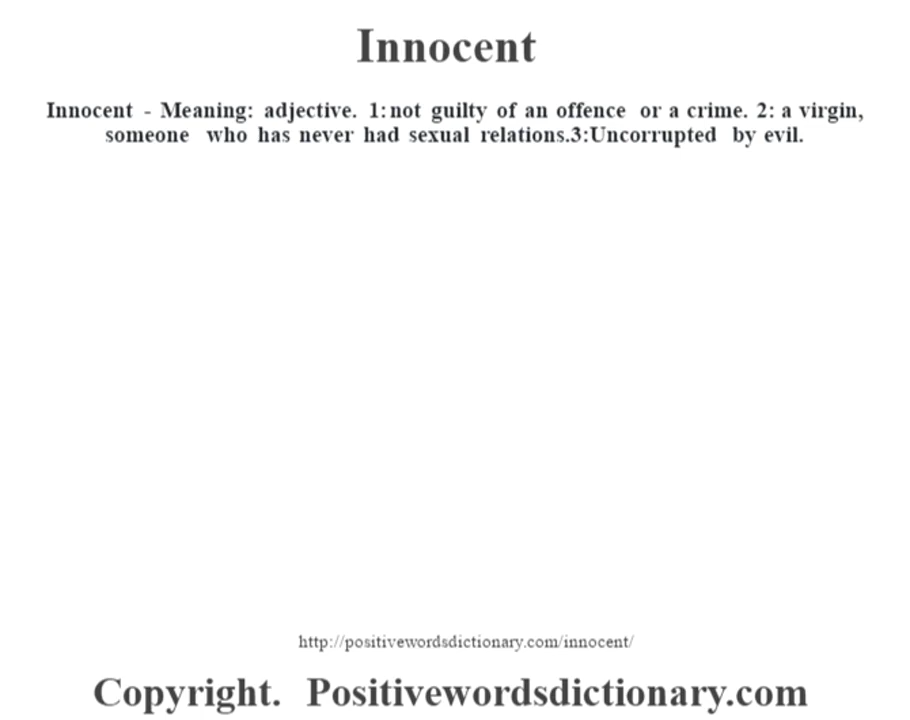 Innocent
Innocent - Meaning: adjective. 1:not guilty of an offence or a crime. 2: a virgin,
someone who has never had sexual relations.3:Uncorrupted by evil.
http://positivewordsdictionary.com/innocent/
Copyright. Positivewordsdictionary.com